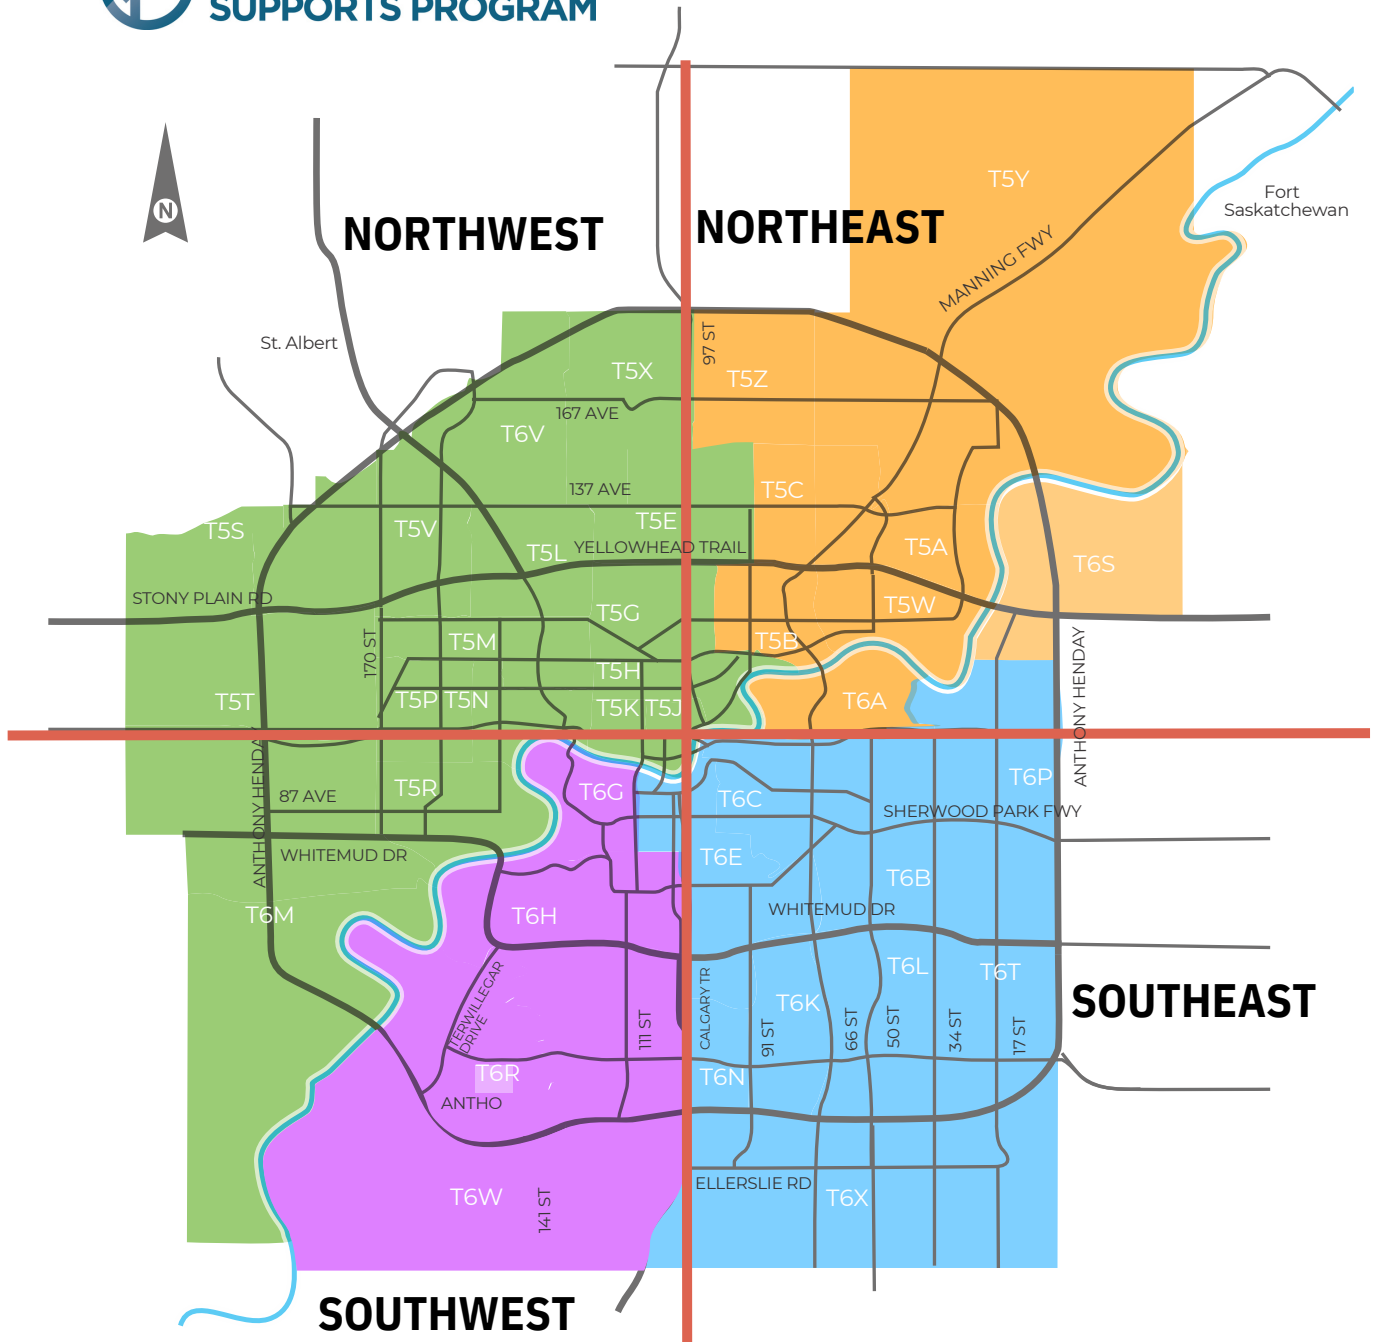 SUPPORTS PROGRAM
N
NORTHWEST
NORTHEAST
SOUTHEAST
SOUTHWEST
Fort
Saskatchewan
St. Albert
T5Y
MANNING FWY
97 ST
T5X
T5Z
167 AVE
T6V
137 AVE
T5C
T5S
T5V
T5E
T5L
YELLOWHEAD TRAIL
T5A
T6S
STONY PLAIN RD
T5G
T5W
170 ST
T5M
T5B
T5H
T5T
T5P
T5N
T5K
T5J
T6A
ANTHONY HENDAY
ANTHONY HENDAY
T5R
87 AVE
T6G
T6C
T6P
SHERWOOD PARK FWY
WHITEMUD DR
T6E
T6B
T6M
T6H
WHITEMUD DR
TERWILLEGAR
DRIVE
111 ST
CALGARY TR
91 ST
T6K
66 ST
50 ST
T6L
34 ST
T6T
17 ST
T6R
T6N
ANTHO
T6W
141 ST
ELLERSLIE RD
T6X